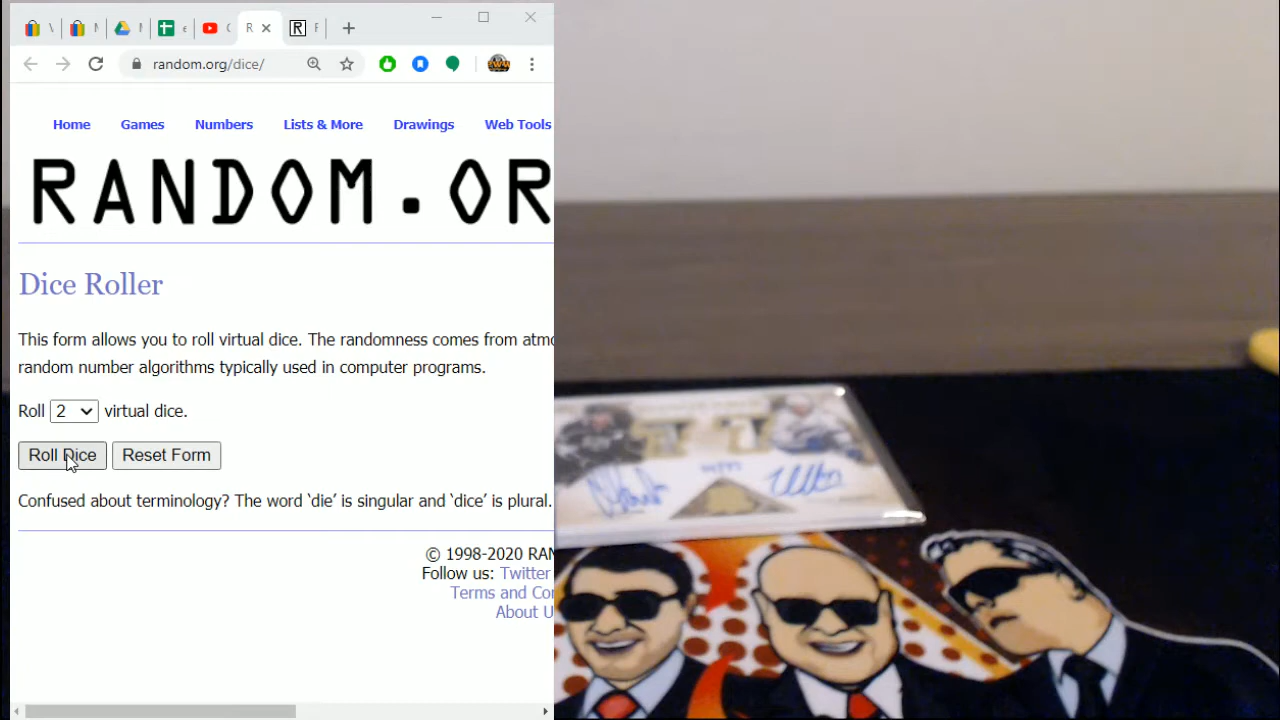 random.org/dice/
Home Games Numbers Lists & More Drawings Web Tools
RANDOM.OR
Dice Roller
This form allows you to roll virtual dice. The randomness comes from atmo
random number algorithms typically used in computer programs.
Roll 2 virtual dice.
Roll Dice Reset Form
Confused about terminology? The word ‘die’ is singular and ‘dice’ is plural.
© 1998-2020 RAN
Follow us: Twitter
Terms and Con
About U